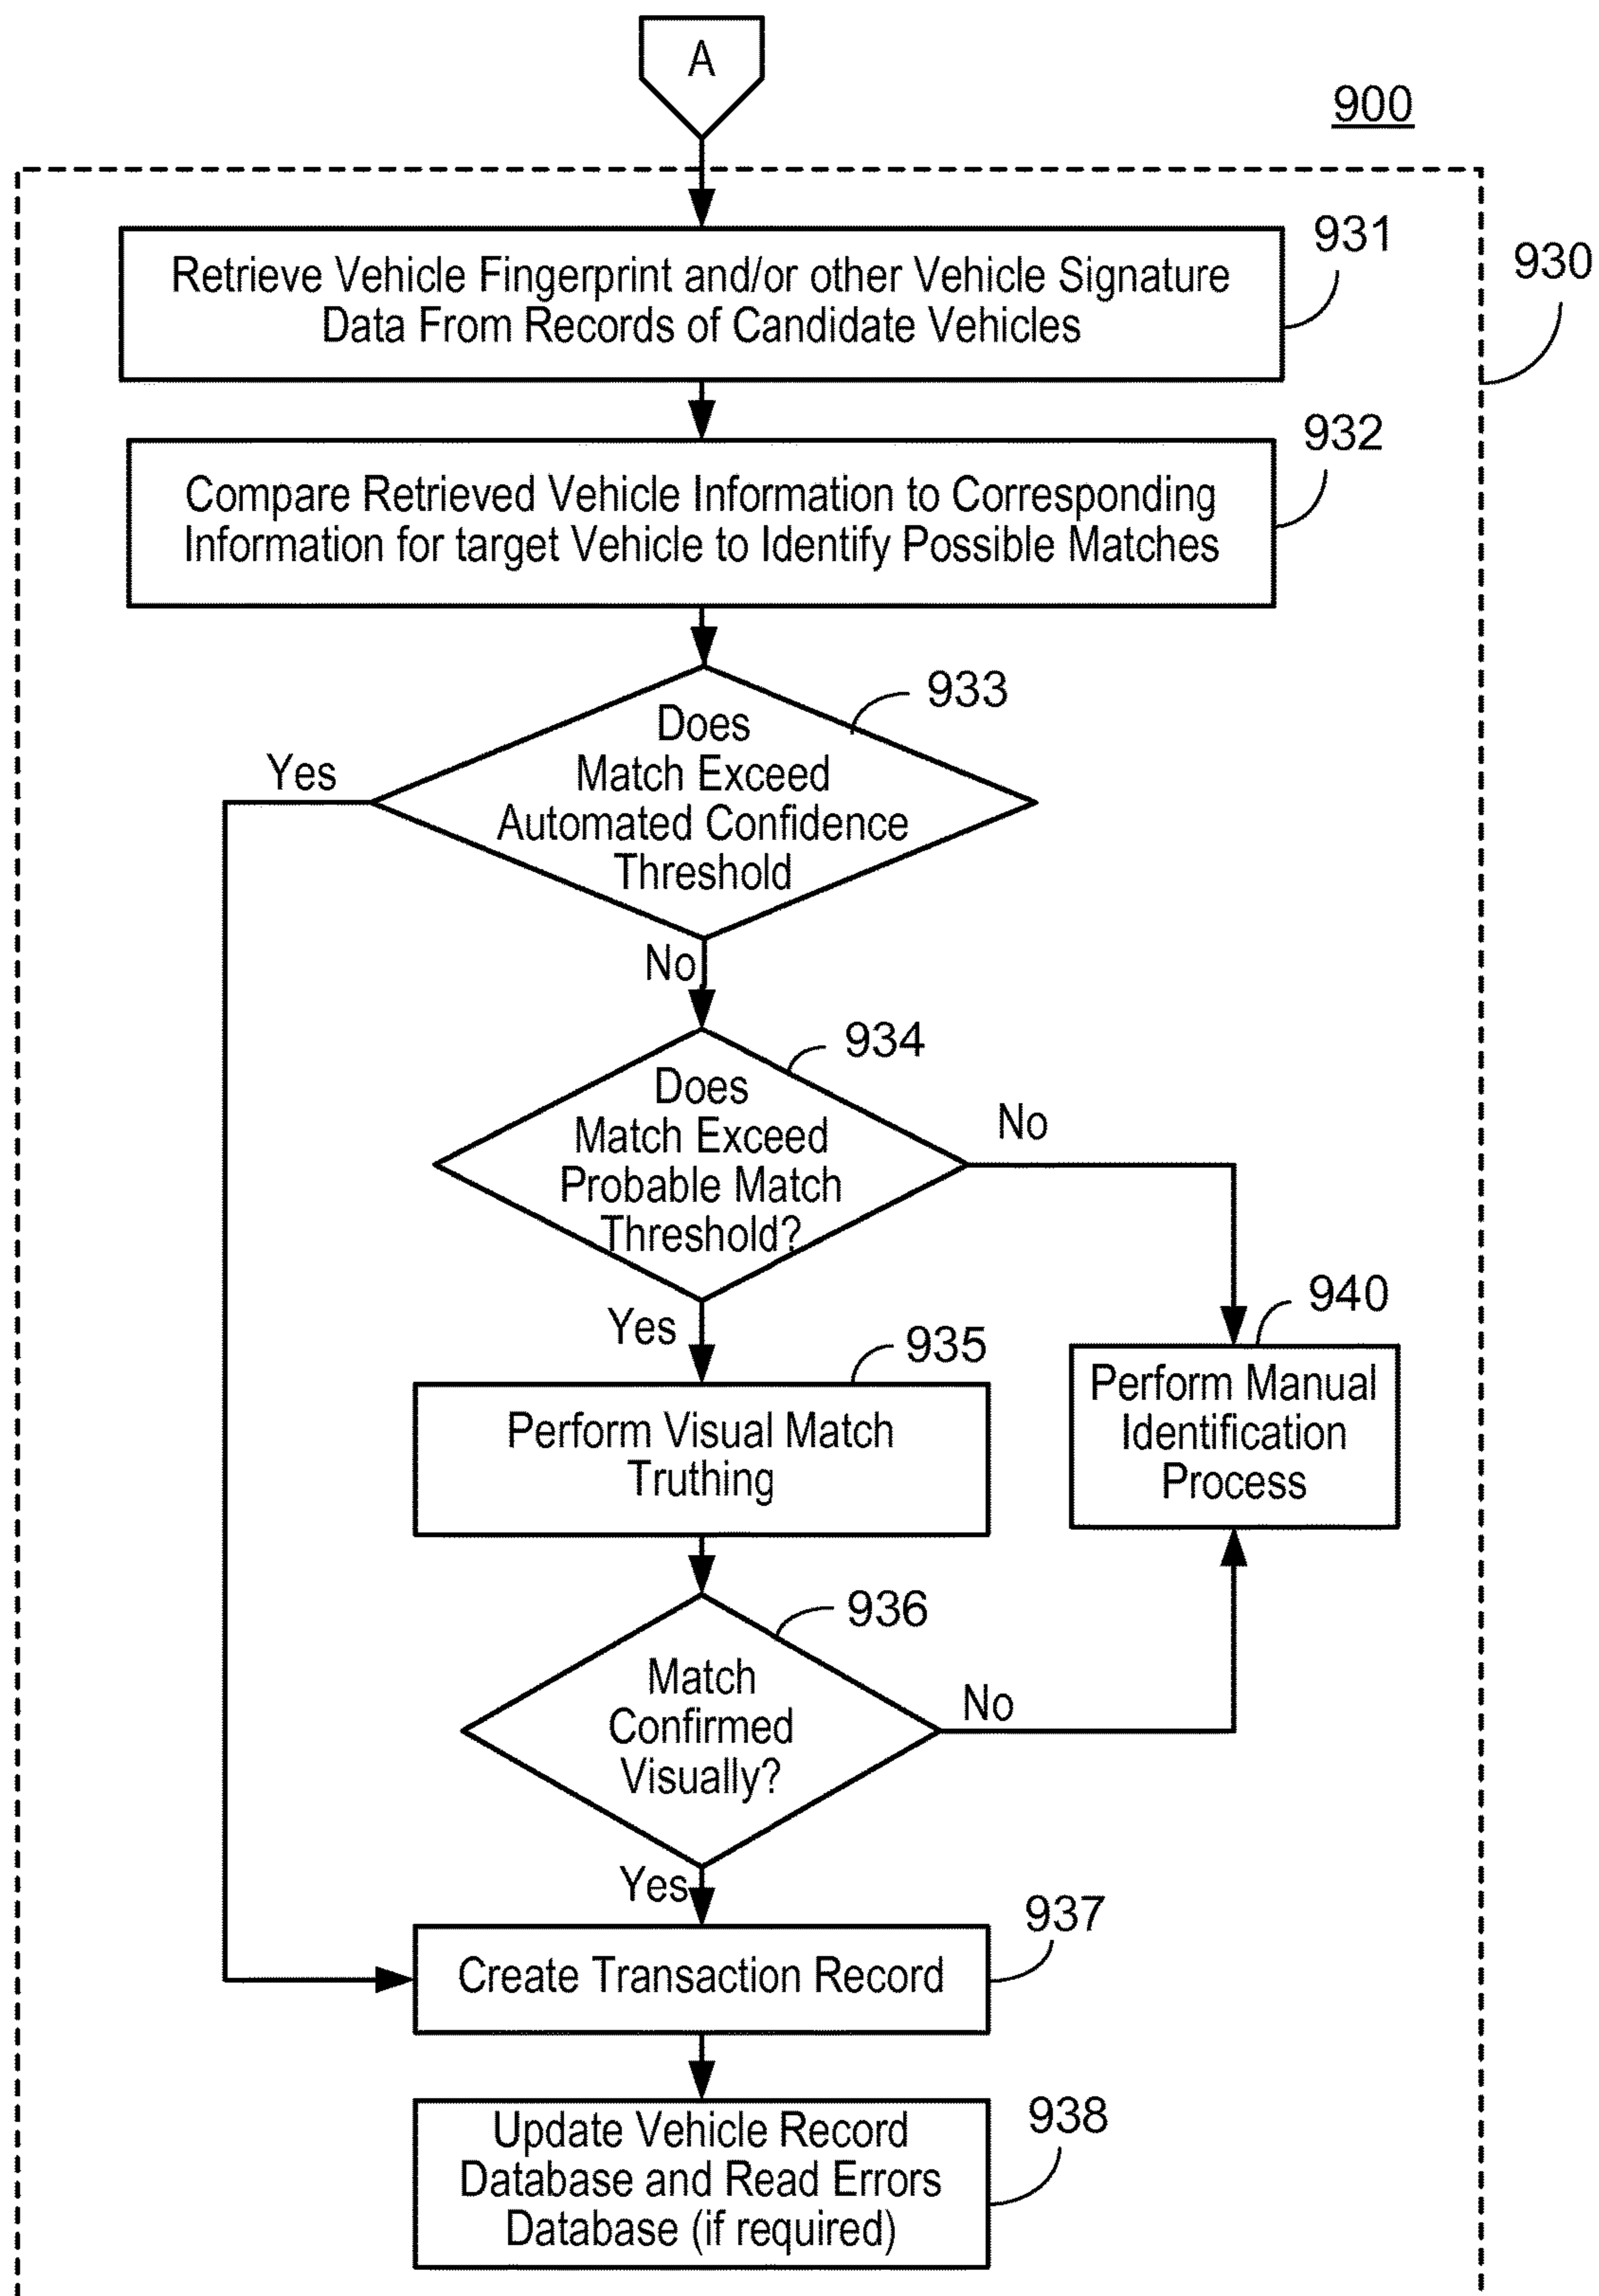 A
900
931
930
Retrieve Vehicle Fingerprint and/or other Vehicle Signature
Data From Records of Candidate Vehicles
932
Compare Retrieved Vehicle Information to Corresponding
Information for target Vehicle to Identify Possible Matches
933
Does
Match Exceed
Automated Confidence
Threshold
Yes
No
934
Does
Match Exceed
Probable Match
Threshold?
No
Yes
940
Perform Manual
Identification
Process
935
Perform Visual Match
Truthing
936
Match
Confirmed
Visually?
No
Yes
937
Create Transaction Record
938
Update Vehicle Record
Database and Read Errors
Database (if required)